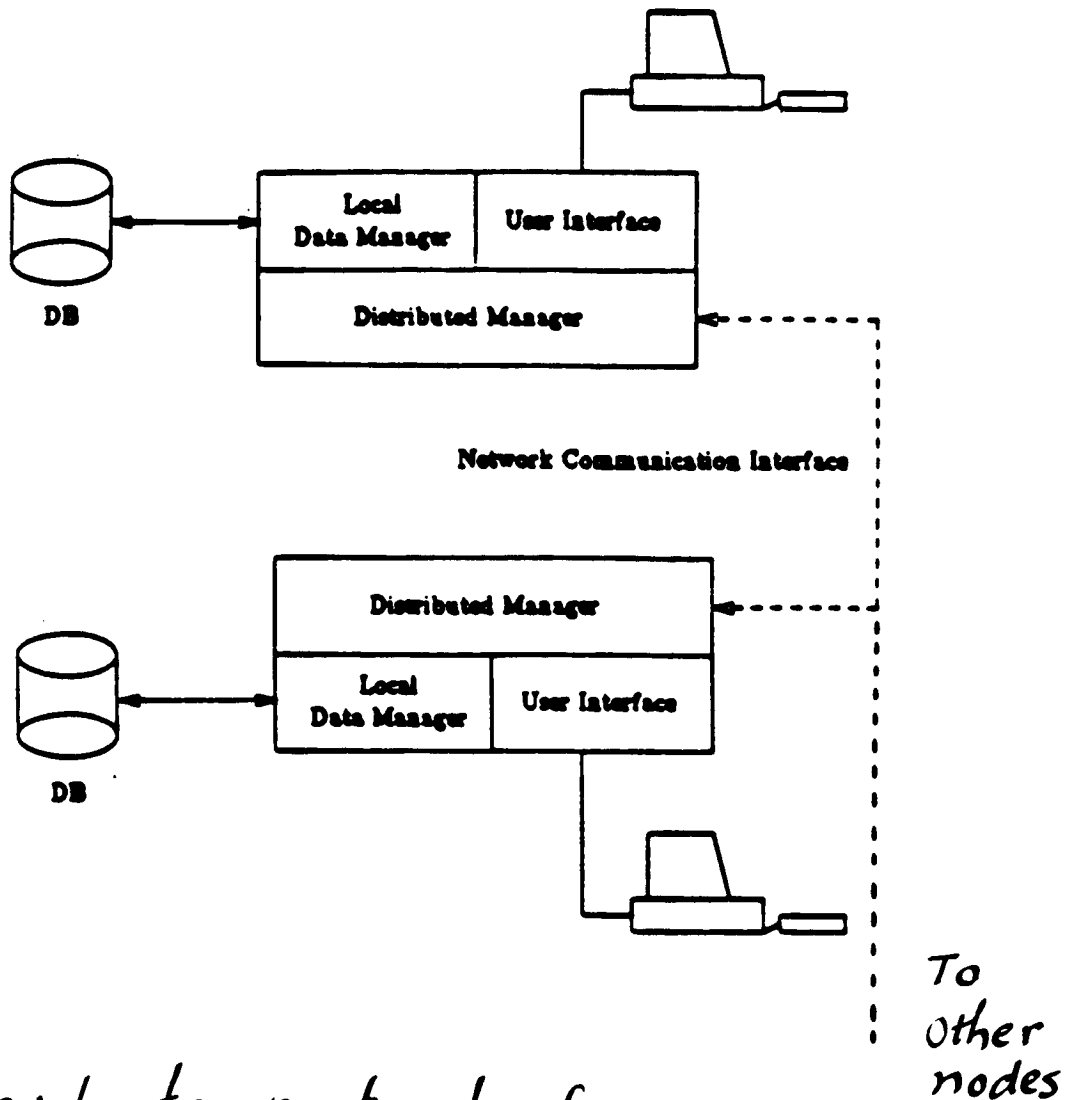 Local
Data Manager
User Interface
DB
Distributed Manager
Network Communication Interface
Distributed Manager
Local
Data Manager
User Interface
DB
To
other
nodes